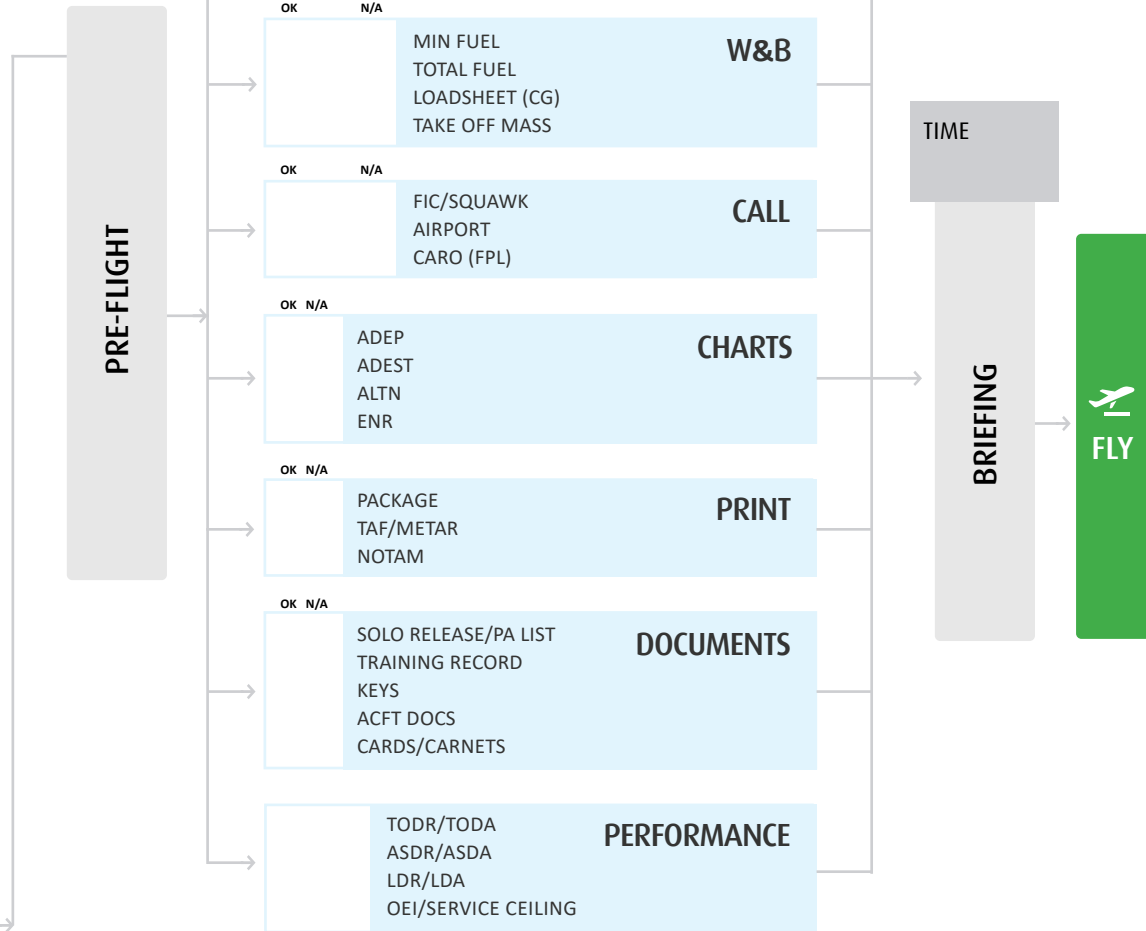 PRE-FLIGHT
OK N/A
MIN FUEL
TOTAL FUEL
LOADSHEET (CG)
TAKE OFF MASS
W&B
OK N/A
FIC/SQUAWK
AIRPORT
CARO (FPL)
CALL
OK N/A
ADEP
ADEST
ALTN
ENR
CHARTS
OK N/A
PACKAGE
TAF/METAR
NOTAM
PRINT
OK N/A
SOLO RELEASE/PA LIST
TRAINING RECORD
KEYS
ACFT DOCS
CARDS/CARNETS
DOCUMENTS
TODR/TODA
ASDR/ASDA
LDR/LDA
OEI/SERVICE CEILING
PERFORMANCE
TIME
BRIEFING
FLY